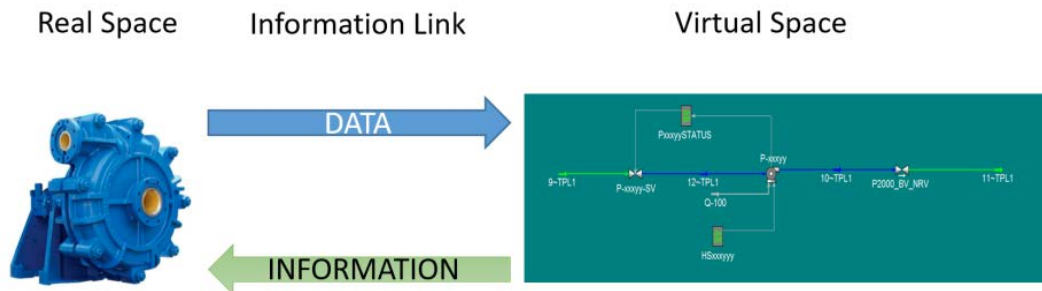 Real Space
Information Link
Virtual Space
DATA
PxxxyySTATUS
P-xxxyy
9~TPL1
P-xxxyy-SV
12~TPL1
10~TPL1
P2000_BV_NRV
11~TPL1
Q-100
HSxxxyyy
INFORMATION